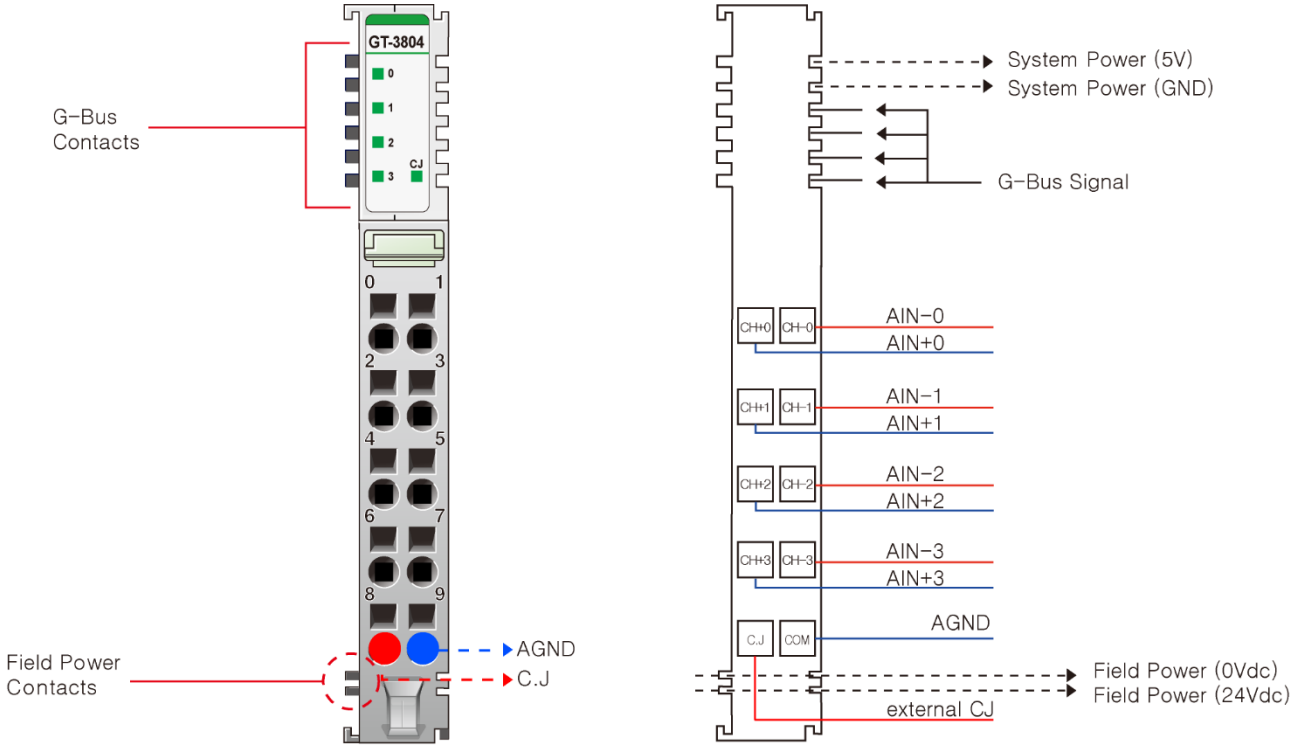 GT-3804
0
1
2
CJ
3
G-Bus
Contacts
0 1
2 3
4 5
6 7
8 9
AGND
C.J
Field Power
Contacts
System Power (5V)
System Power (GND)
G-Bus Signal
CH+0 CH-0
AIN-0
AIN+0
CH+1 CH-1
AIN-1
AIN+1
CH+2 CH-2
AIN-2
AIN+2
CH+3 CH-3
AIN-3
AIN+3
C.J COM
AGND
Field Power (0Vdc)
Field Power (24Vdc)
external CJ